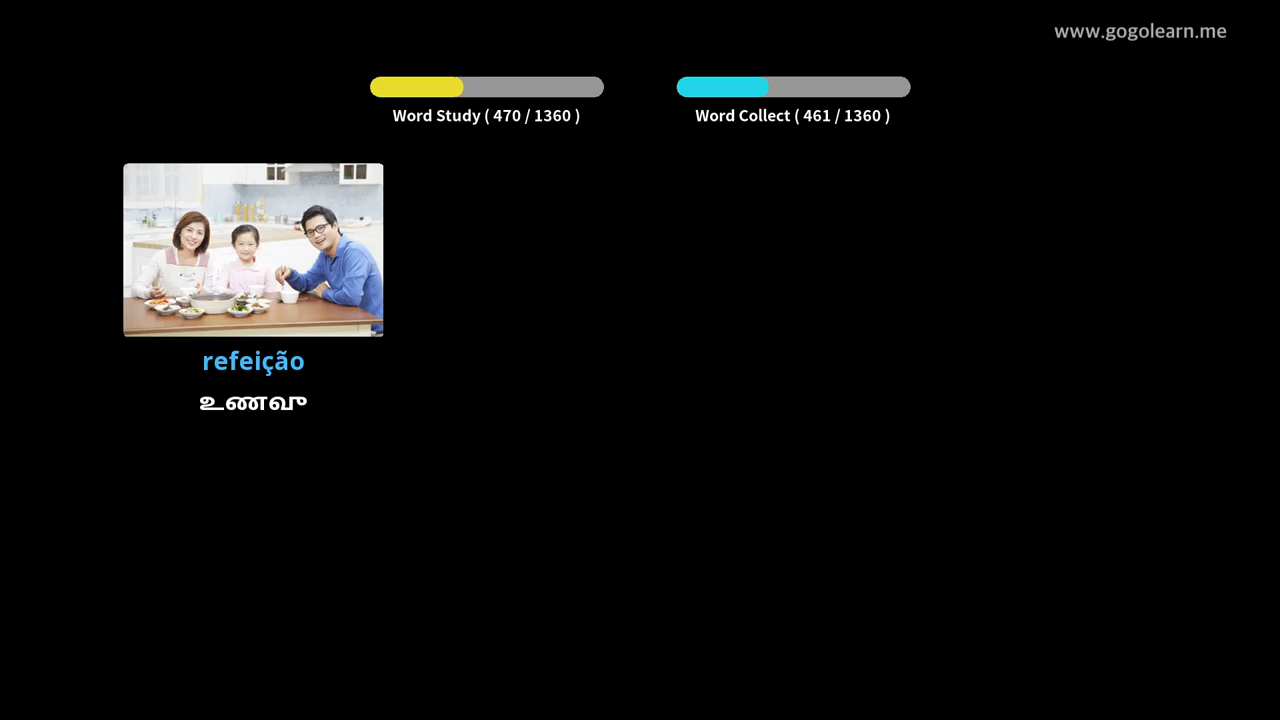 www.gogolearn.me
Word Study ( 470 / 1360 )
Word Collect ( 461 / 1360 )
refeição
உணவு